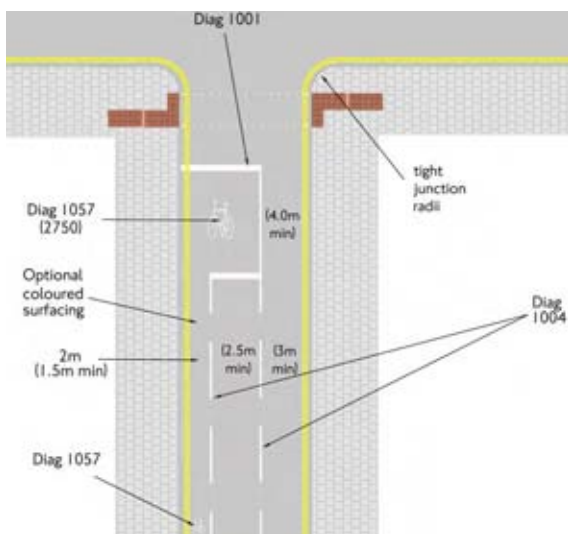 Diag 1001
tight
junction
radii
Diag 1057
(2750)
(4.0m
min)
Optional
coloured
surfacing
Diag
1004
2m
(1.5m min)
(2.5m
min)
(3m
min)
Diag 1057